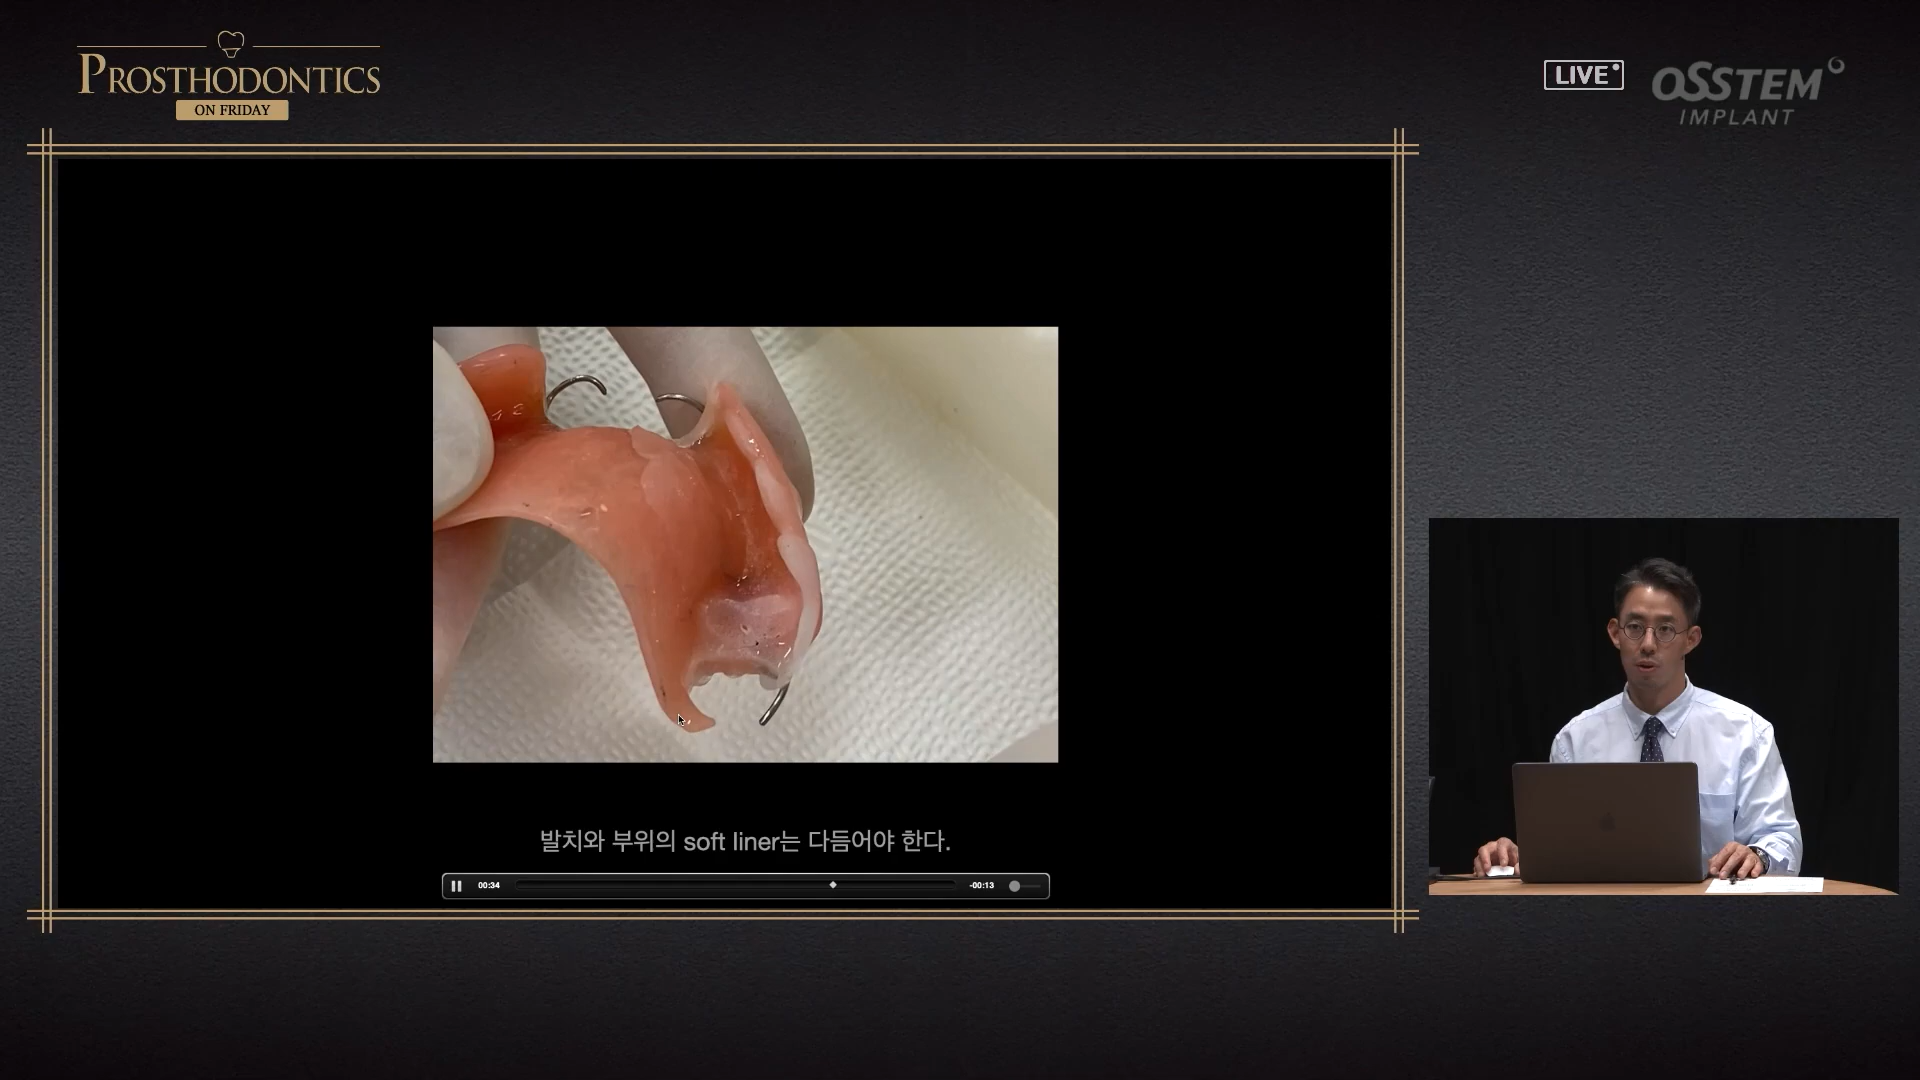 PROSTHODONTICS
ON FRIDAY
LIVE
OSSTEM
IMPLANT
발치와 부위의 soft liner는 다듬어야 한다.
00:34
-00:13